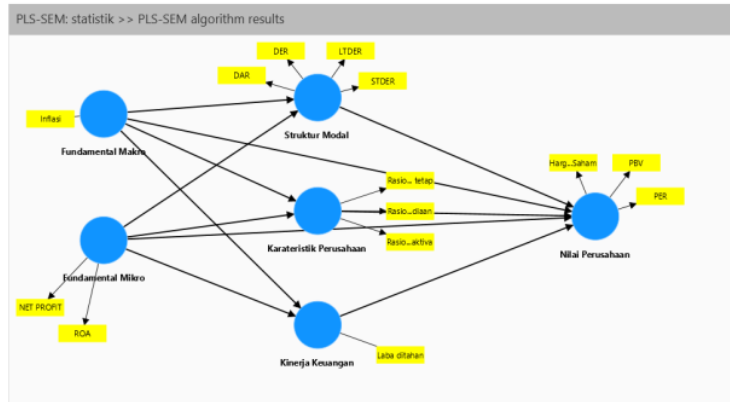 PLS-SEM: statistik >> PLS-SEM algorithm results
DER
LTDER
DAR
STDER
Struktur Modal
Inflasi
Fundamental Makro
Harg...Saham
PBV
PER
Nilai Perusahaan
Rasio... tetap
Rasio...diaan
Rasio...aktiva
Karateristik Perusahaan
Fundamental Mikro
NET PROFIT
ROA
Kinerja Keuangan
Laba ditahan